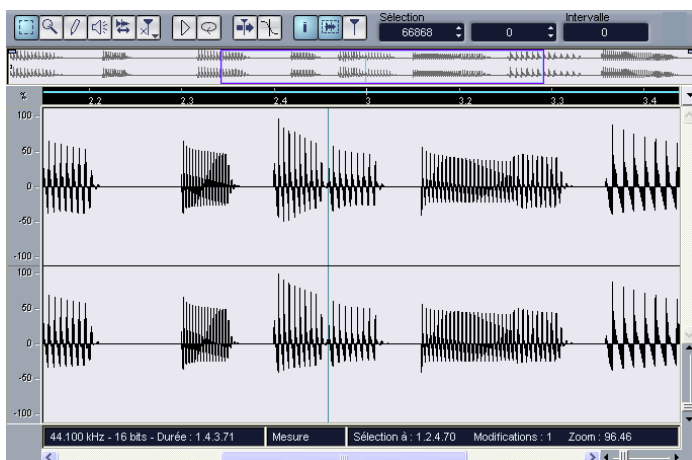 Sélection
Intervalle
66868 0 0
% 2.2 2.3 2.4 3 3.2 3.3 3.4
100
50
0
-50
-100
100
50
0
-50
-100
44.100 kHz - 16 bits - Durée : 1.4.3.71 Mesure Sélection à : 1.2.4.70 Modifications : 1 Zoom : 96.46